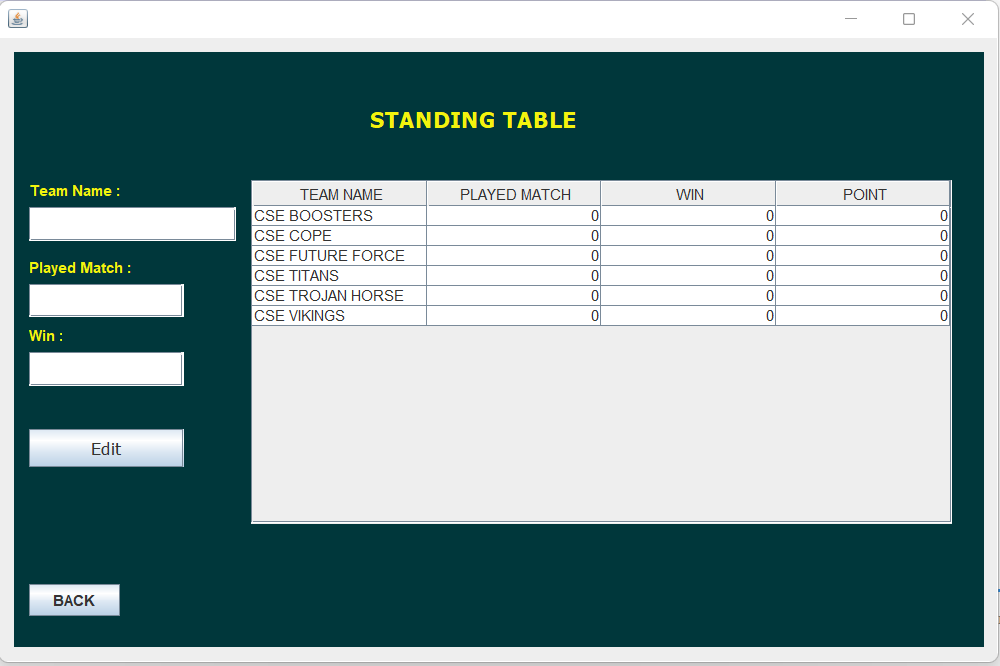 STANDING TABLE
Team Name :
Played Match :
Win :
Edit
BACK
TEAM NAME PLAYED MATCH WIN POINT
CSE BOOSTERS 0 0 0
CSE COPE 0 0 0
CSE FUTURE FORCE 0 0 0
CSE TITANS 0 0 0
CSE TROJAN HORSE 0 0 0
CSE VIKINGS 0 0 0